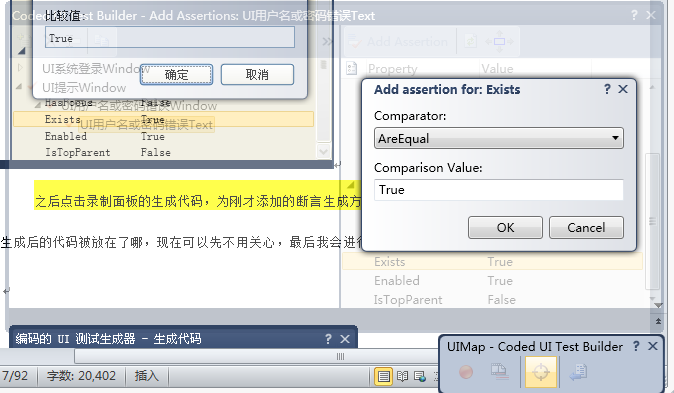 Coded UI Test Builder - Add Assertions: UI用户名或密码错误Text
比较值
True
确定
取消
UI系统登录Window
UI提示Window
UI用户名或密码错误Window
UI用户名或密码错误Text
HasFocus False
Exists True
Enabled True
IsTopParent False
Add Assertion
Property Value
Add assertion for: Exists
Comparator:
AreEqual
Comparison Value:
True
OK
Cancel
Exists True
Enabled True
IsTopParent False
之后点击录制面板的生成代码，为刚才添加的断言生成方
生成后的代码被放在了哪，现在可以先不用关心，最后我会进行
编码的 UI 测试生成器 - 生成代码
UIMap - Coded UI Test Builder
7/92
字数: 20,402
插入